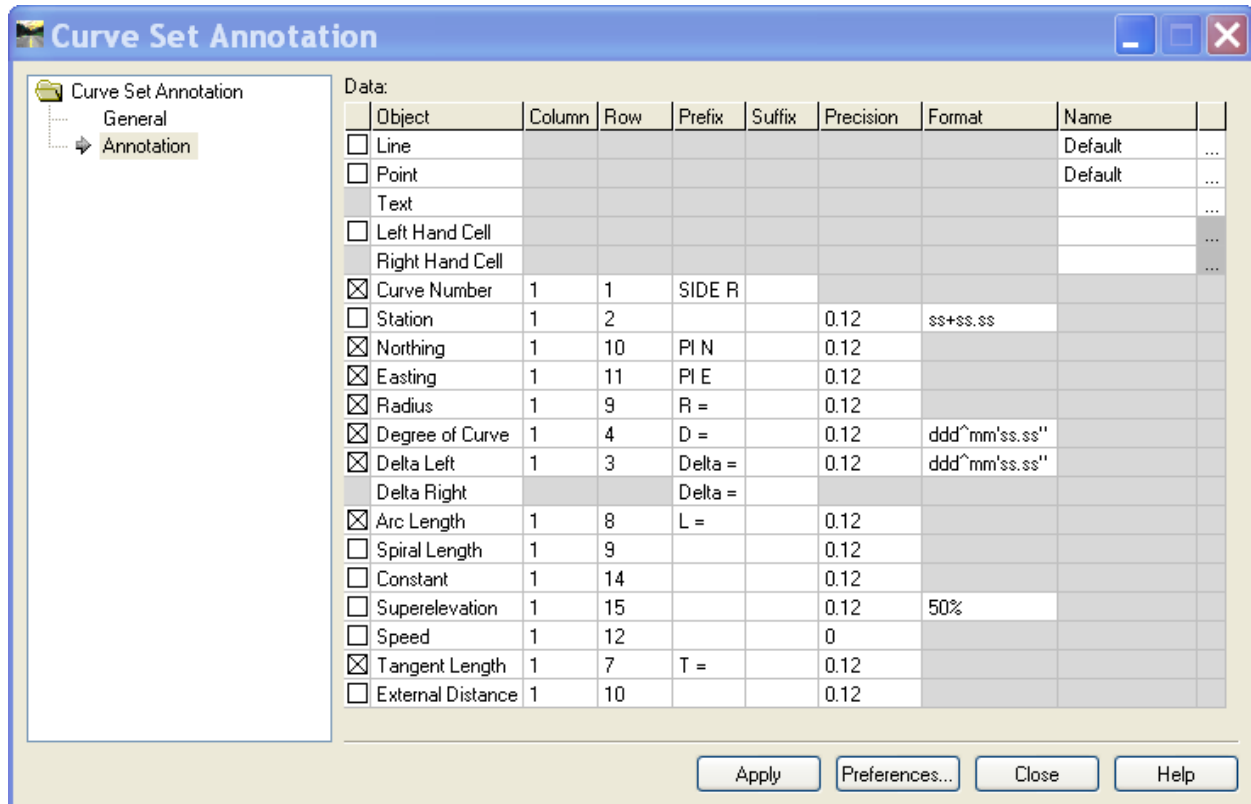 Curve Set Annotation
Curve Set Annotation
General
Annotation
Data:
Object Column Row Prefix Suffix Precision Format Name
Line Default ...
Point Default ...
Text ...
Left Hand Cell ...
Right Hand Cell ...
Curve Number 1 1 SIDE R
Station 1 2 0.12 ss+ss.ss
Northing 1 10 PI N 0.12
Easting 1 11 PI E 0.12
Radius 1 9 R = 0.12
Degree of Curve 1 4 D = 0.12 ddd^mm'ss.ss"
Delta Left 1 3 Delta = 0.12 ddd^mm'ss.ss"
Delta Right Delta =
Arc Length 1 8 L = 0.12
Spiral Length 1 9 0.12
Constant 1 14 0.12
Superelevation 1 15 0.12 50%
Speed 1 12 0
Tangent Length 1 7 T = 0.12
External Distance 1 10 0.12
Apply Preferences... Close Help